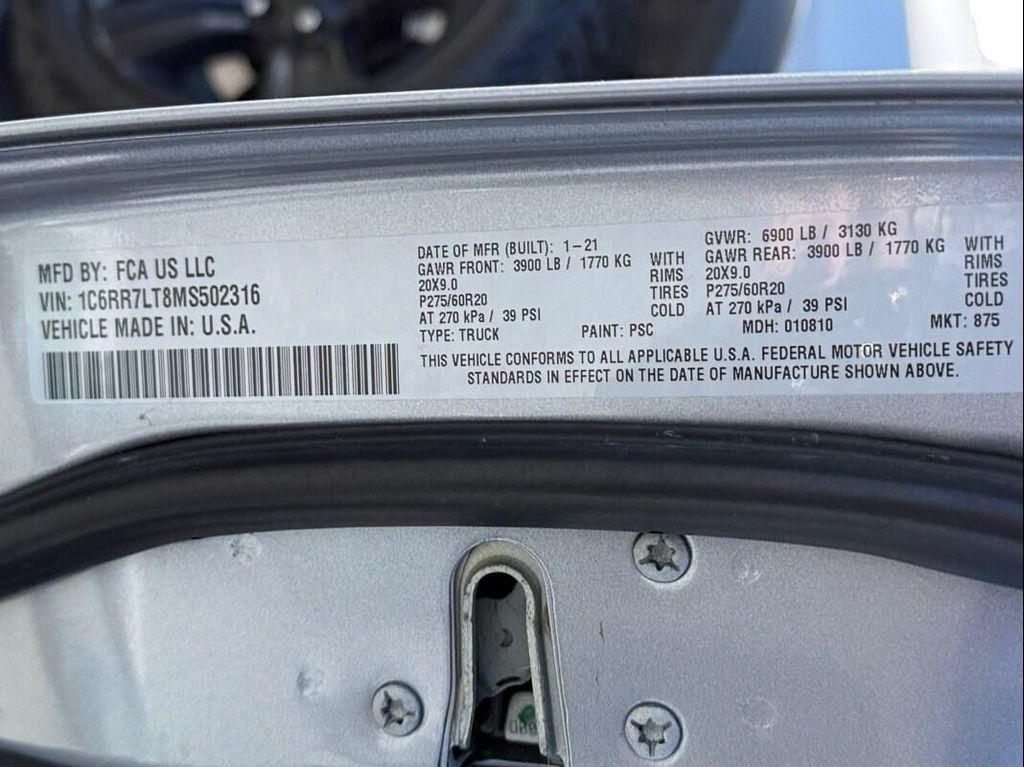 MFD BY: FCA US LLC
VIN: 1C6RR7LT8MS502316
VEHICLE MADE IN: U.S.A.
DATE OF MFR (BUILT): 1-21
GAWR FRONT: 3900 LB / 1770 KG WITH
20X9.0 RIMS
P275/60R20 TIRES
AT 270 kPa / 39 PSI COLD
GVWR: 6900 LB / 3130 KG
GAWR REAR: 3900 LB / 1770 KG WITH
20X9.0 RIMS
P275/60R20 TIRES
AT 270 kPa / 39 PSI COLD
TYPE: TRUCK PAINT: PSC MDH: 010810 MKT: 875
THIS VEHICLE CONFORMS TO ALL APPLICABLE U.S.A. FEDERAL MOTOR VEHICLE SAFETY
STANDARDS IN EFFECT ON THE DATE OF MANUFACTURE SHOWN ABOVE.